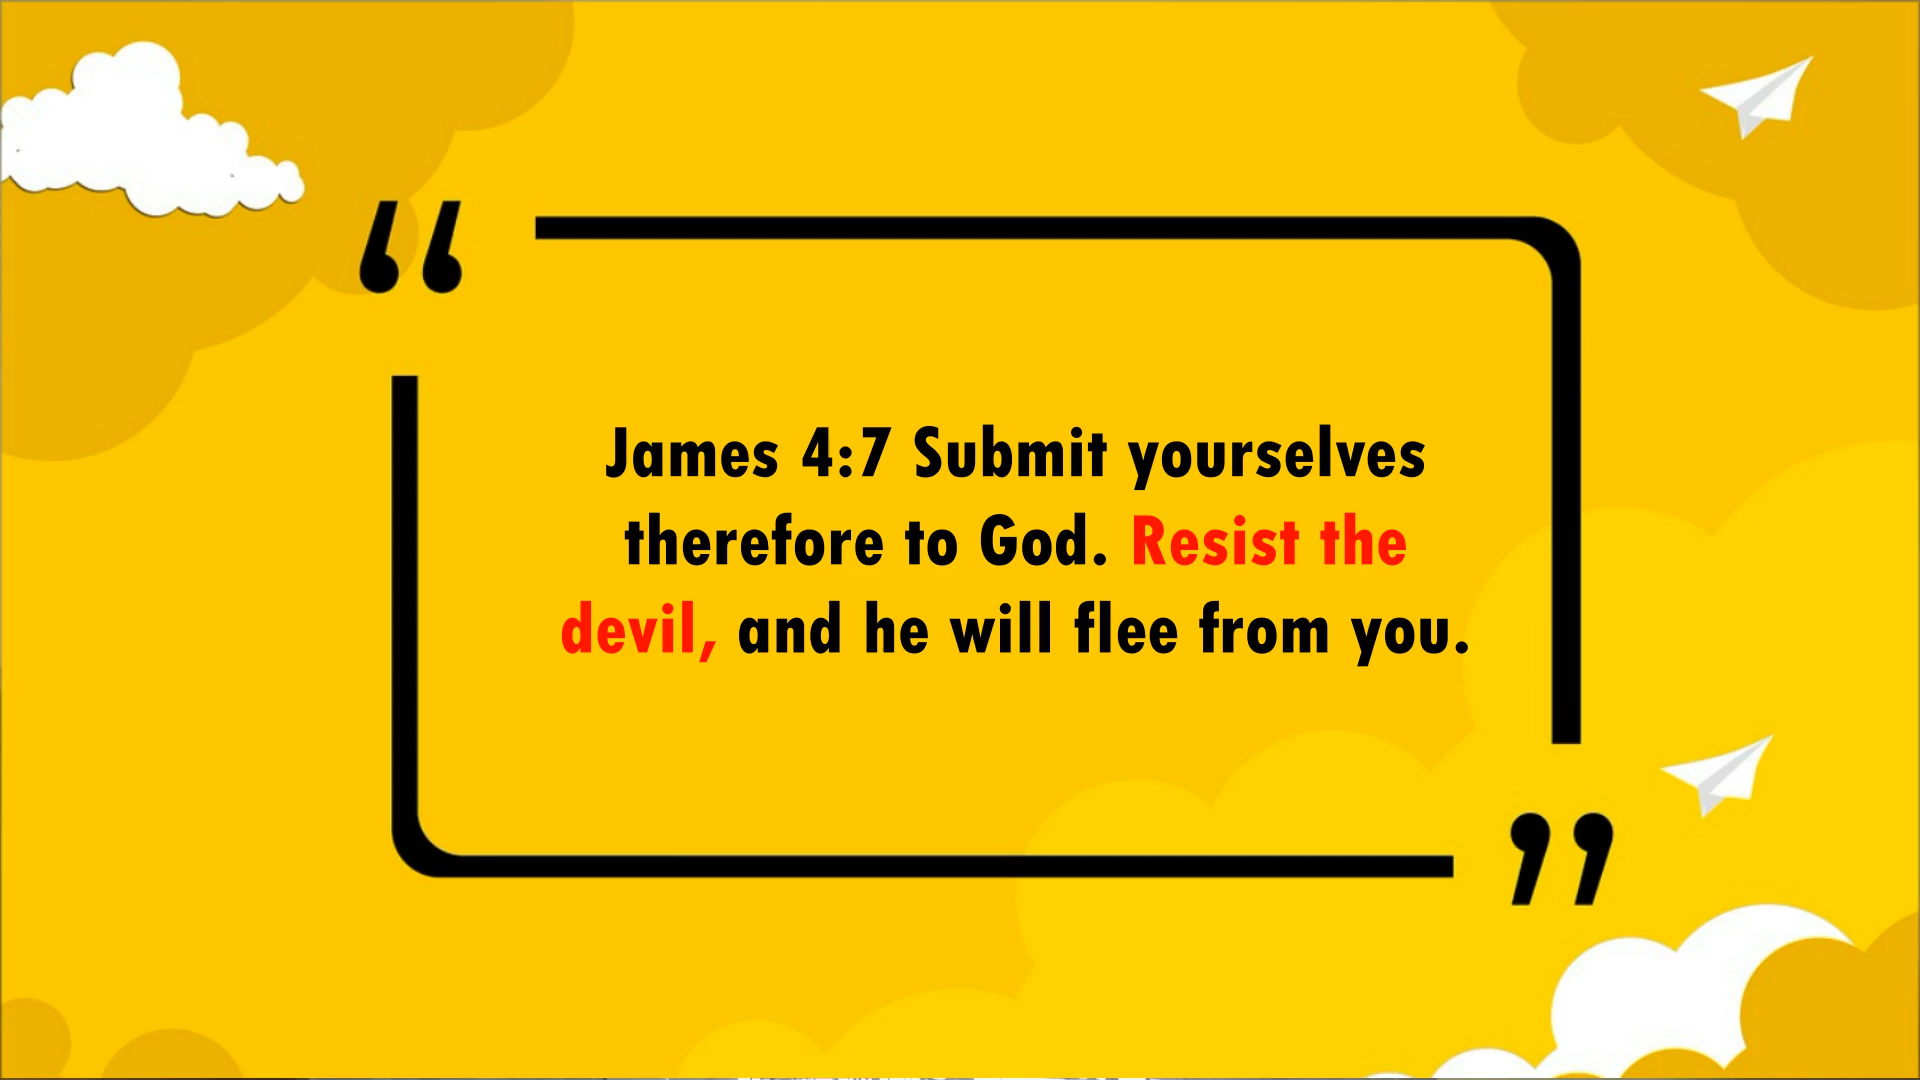 “
James 4:7 Submit yourselves
therefore to God. Resist the
devil, and he will flee from you.
”